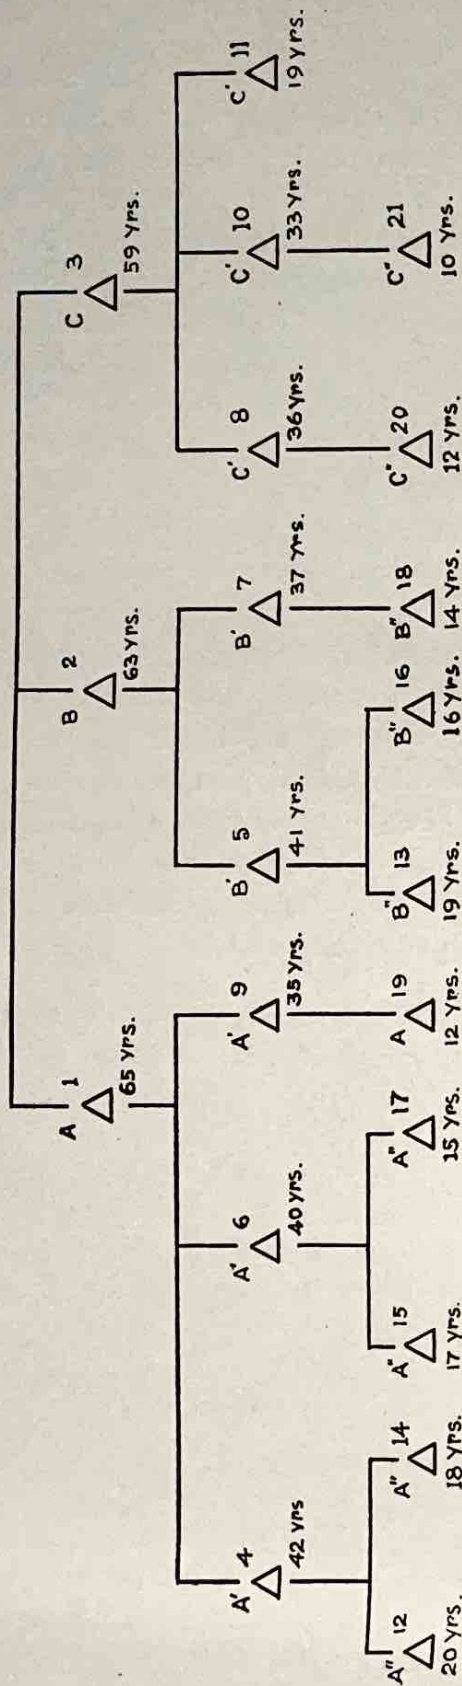 A 1
65 yrs.
B 2
63 yrs.
C 3
59 yrs.
A' 4
42 yrs
A' 6
40 yrs.
A' 9
35 yrs.
B' 5
41 yrs.
B' 7
37 yrs.
C' 8
36 yrs.
C' 10
33 yrs.
C' 11
19 yrs.
A" 12
20 yrs.
A" 14
18 yrs.
A" 15
17 yrs.
A" 17
15 yrs.
A 19
12 yrs.
B" 13
19 yrs.
B" 16
16 yrs.
B" 18
14 yrs.
C" 20
12 yrs.
C" 21
10 yrs.